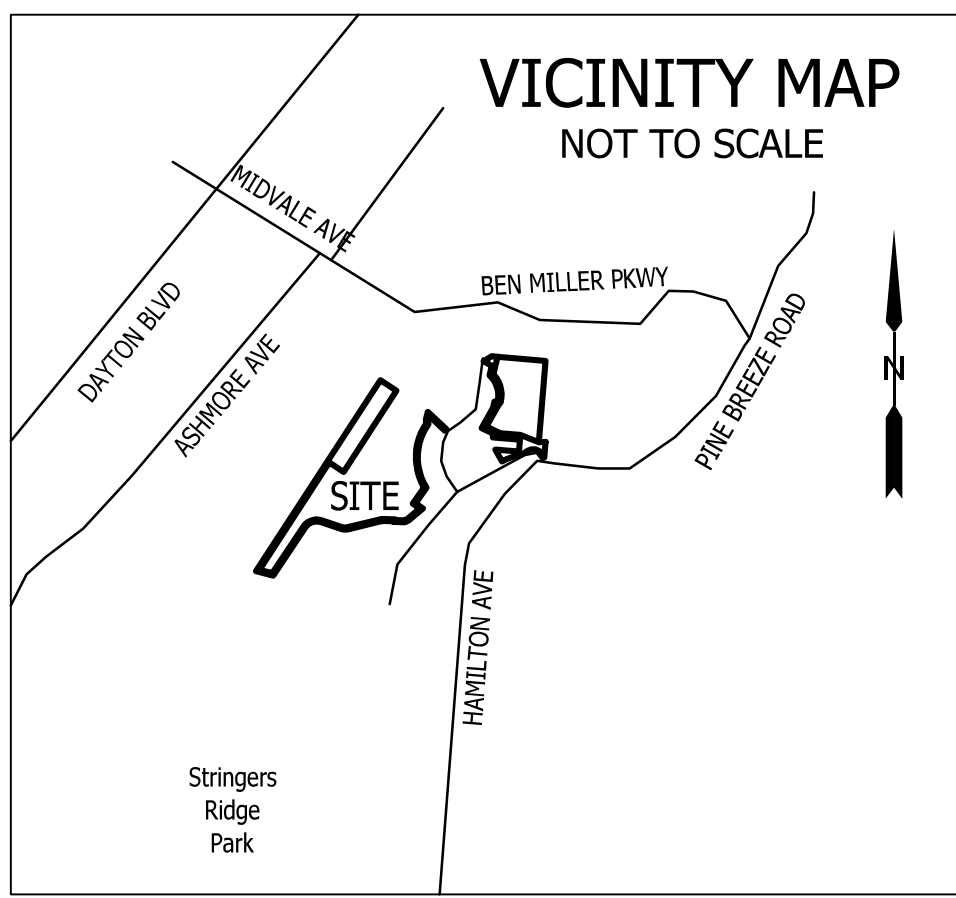 VICINITY MAP
NOT TO SCALE
MIDVALE AVE
BEN MILLER PKWY
DAYTON BLVD
ASHMORE AVE
PINE BREEZE ROAD
N
SITE
HAMILTON AVE
Stringers
Ridge
Park